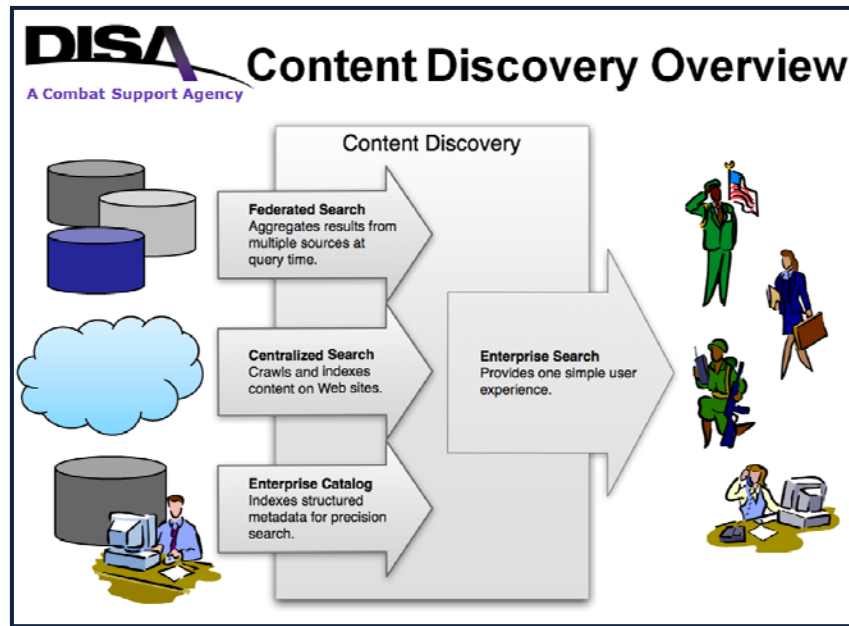 DISA
A Combat Support Agency
Content Discovery Overview
Content Discovery
Federated Search
Aggregates results from
multiple sources at
query time.
Centralized Search
Crawls and indexes
content on Web sites.
Enterprise Catalog
Indexes structured
metadata for precision
search.
Enterprise Search
Provides one simple user
experience.